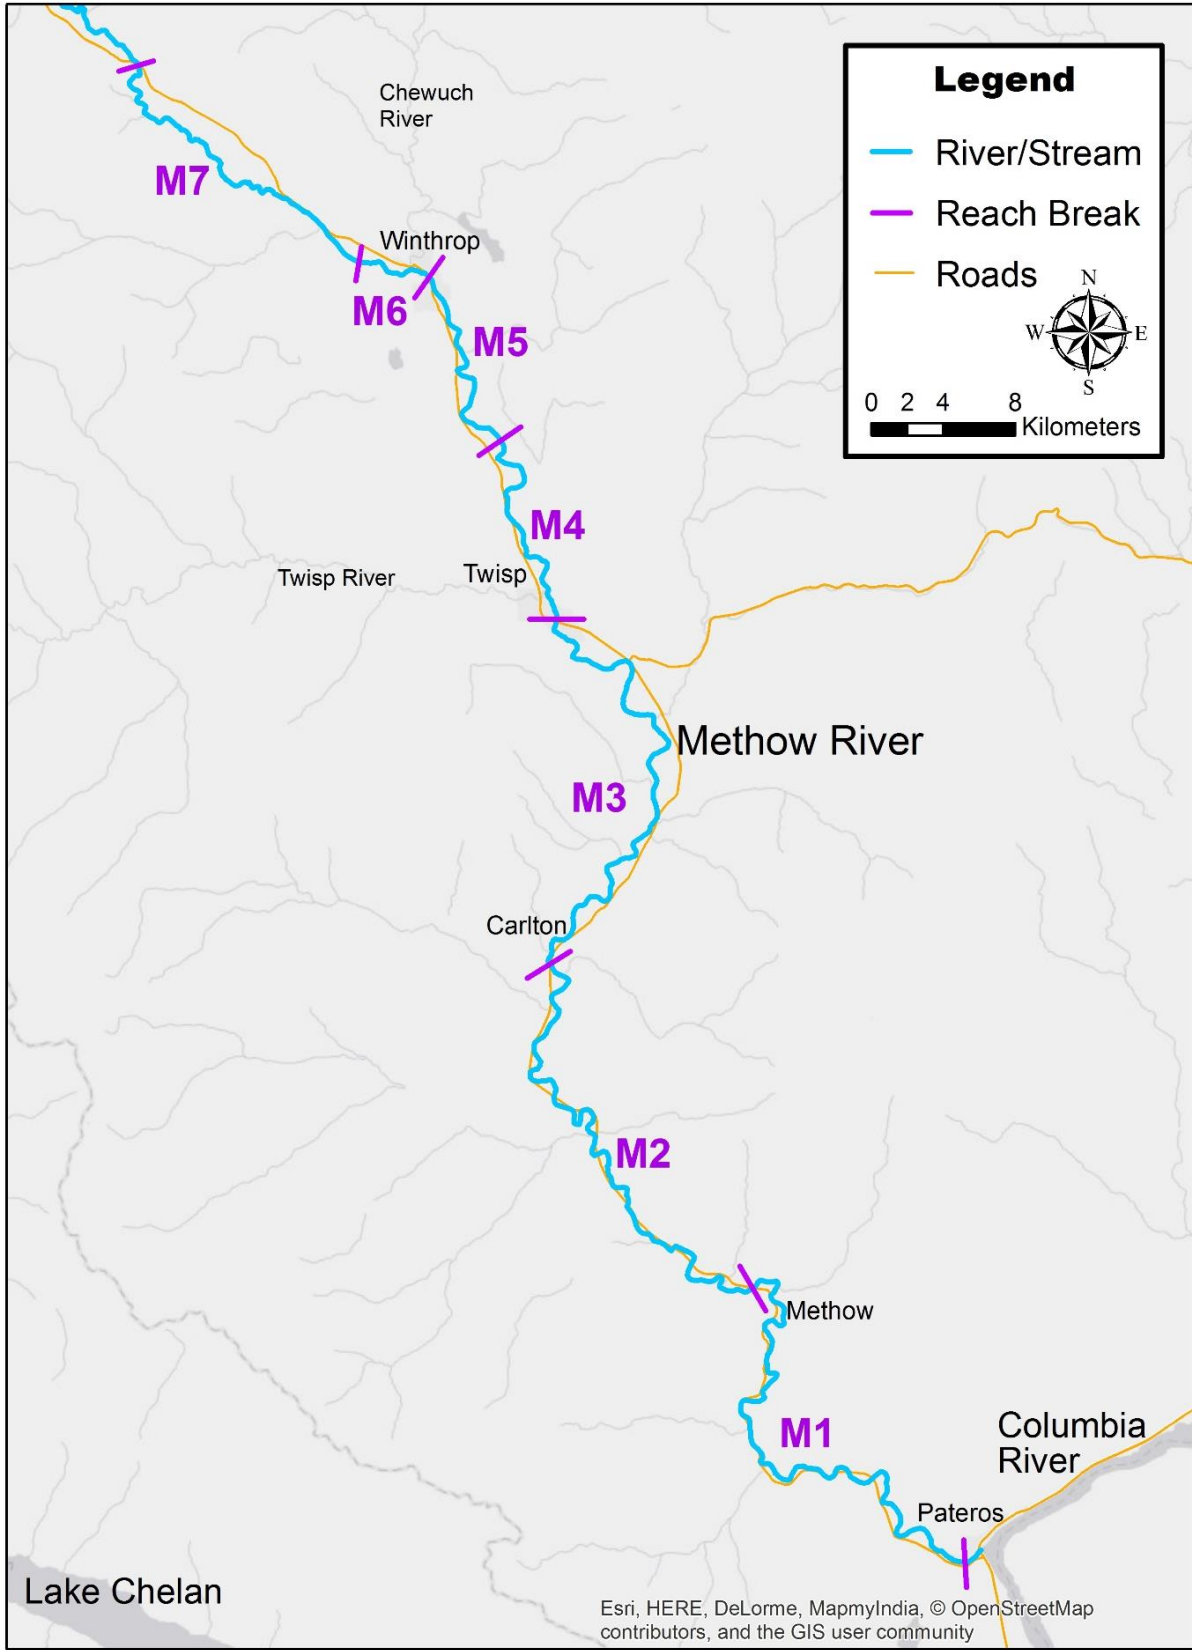 Legend
River/Stream
Reach Break
Roads
N
W
E
S
0 2 4 8
Kilometers
Chewuch
River
M7
Winthrop
M6
M5
M4
Twisp River
Twisp
Methow River
M3
Carlton
M2
Methow
M1
Columbia
River
Pateros
Lake Chelan
Esri, HERE, DeLorme, MapmyIndia, © OpenStreetMap
contributors, and the GIS user community